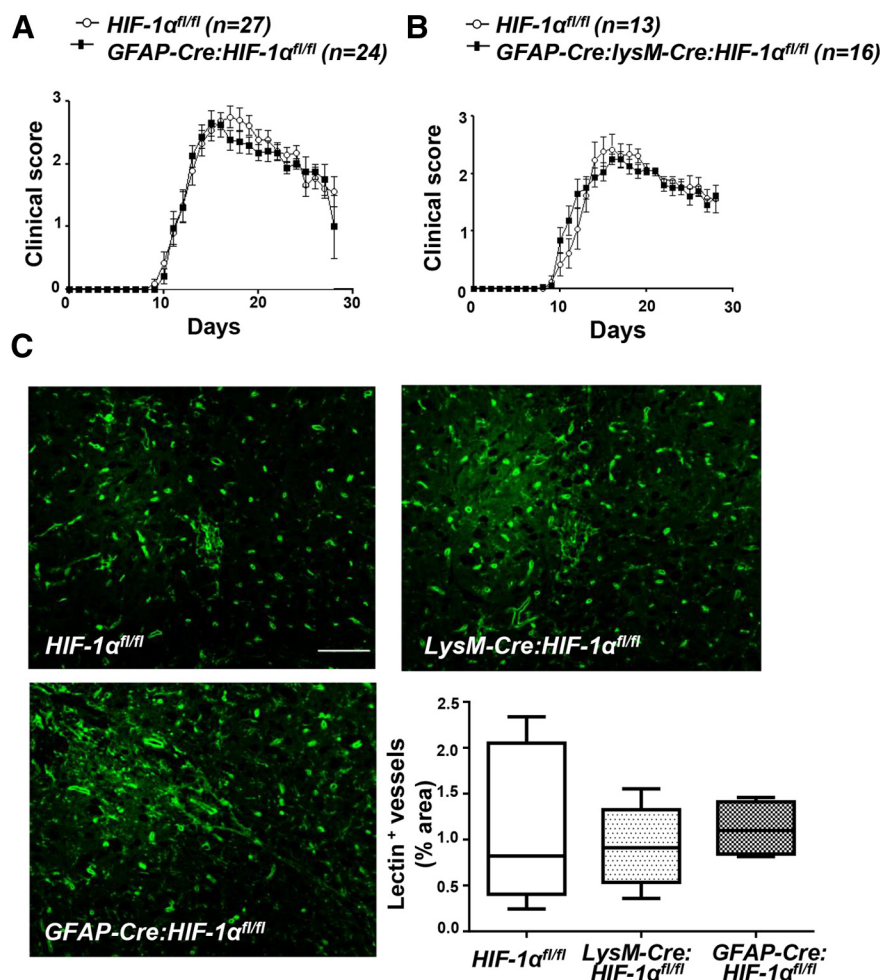 A
HIF-1αfl/fl (n=27)
GFAP-Cre:HIF-1αfl/fl (n=24)
Clinical score
3
2
1
0
0 10 20 30
Days
B
HIF-1αfl/fl (n=13)
GFAP-Cre:lysM-Cre:HIF-1αfl/fl (n=16)
Clinical score
3
2
1
0
0 10 20 30
Days
C
HIF-1αfl/fl
LysM-Cre:HIF-1αfl/fl
GFAP-Cre:HIF-1αfl/fl
Lectin+ vessels
(% area)
2.5
2.0
1.5
1.0
0.5
0.0
HIF-1αfl/fl
LysM-Cre:
HIF-1αfl/fl
GFAP-Cre:
HIF-1αfl/fl